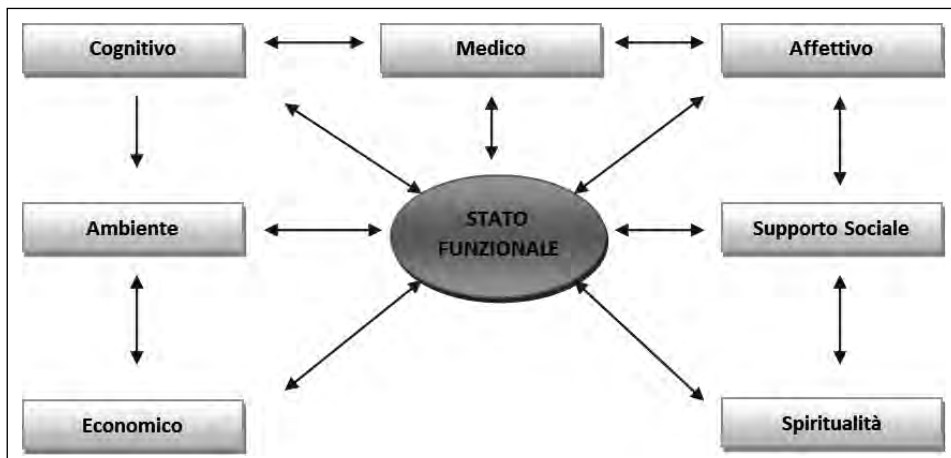 Cognitivo
Medico
Affettivo
Ambiente
STATO
FUNZIONALE
Supporto Sociale
Economico
Spiritualità